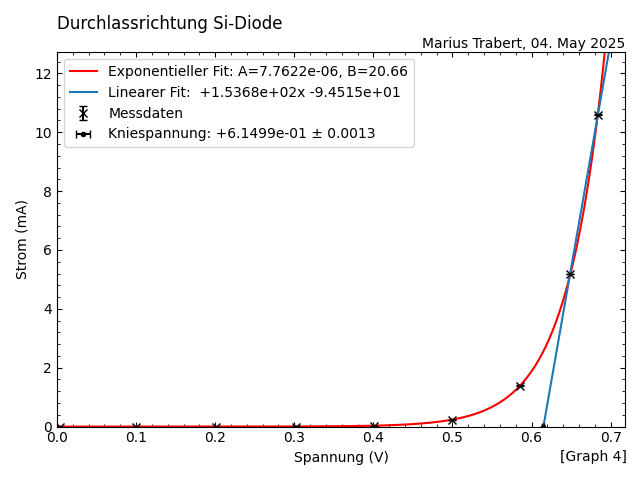 Durchlassrichtung Si-Diode
Marius Trabert, 04. May 2025
Exponentieller Fit: A=7.7622e-06, B=20.66
Linearer Fit:  +1.5368e+02x -9.4515e+01
Messdaten
Kniespannung: +6.1499e-01 ± 0.0013
12
10
8
6
4
2
0
Strom (mA)
0.0 0.1 0.2 0.3 0.4 0.5 0.6 0.7
Spannung (V)
[Graph 4]